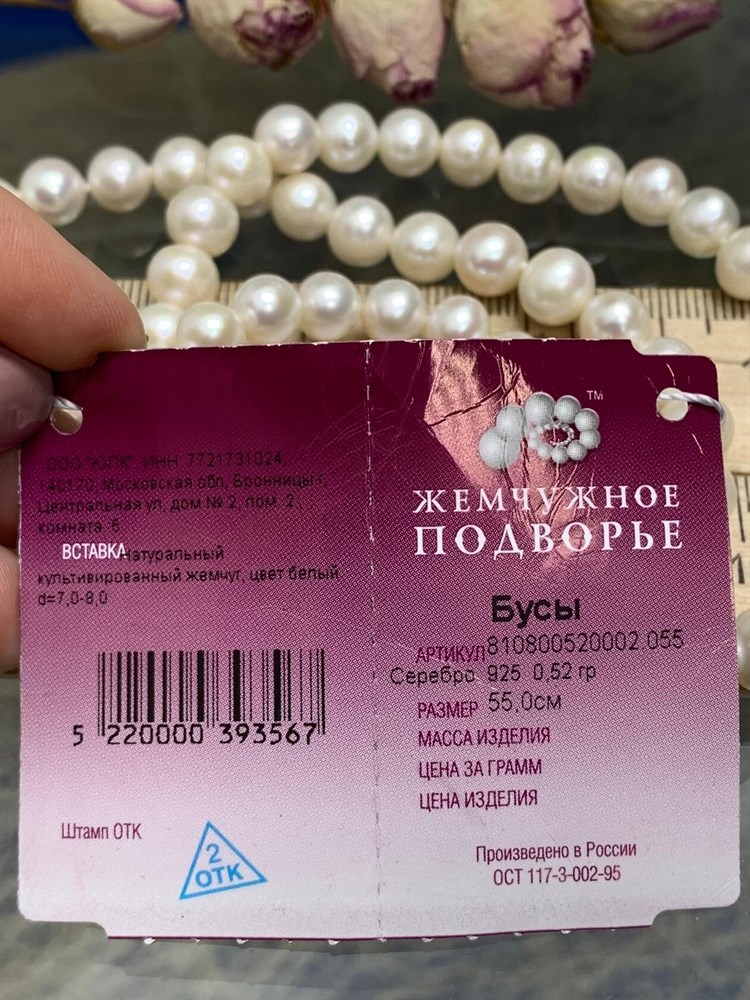 ООО "ЮПК" ИНН 7721731024,
140170, Московская обл, Бронницы г,
Центральная ул, дом № 2, пом. 2,
комната 6
ВСТАВКА Натуральный
культивированный жемчуг, цвет белый
d=7,0-8,0
5 220000 393567
Штамп ОТК
2
ОТК
TM
ЖЕМЧУЖНОЕ
ПОДВОРЬЕ
Бусы
АРТИКУЛ 810800520002.055
Серебро 925 0,52 гр
РАЗМЕР 55,0см
МАССА ИЗДЕЛИЯ
ЦЕНА ЗА ГРАММ
ЦЕНА ИЗДЕЛИЯ
Произведено в России
ОСТ 117-3-002-95